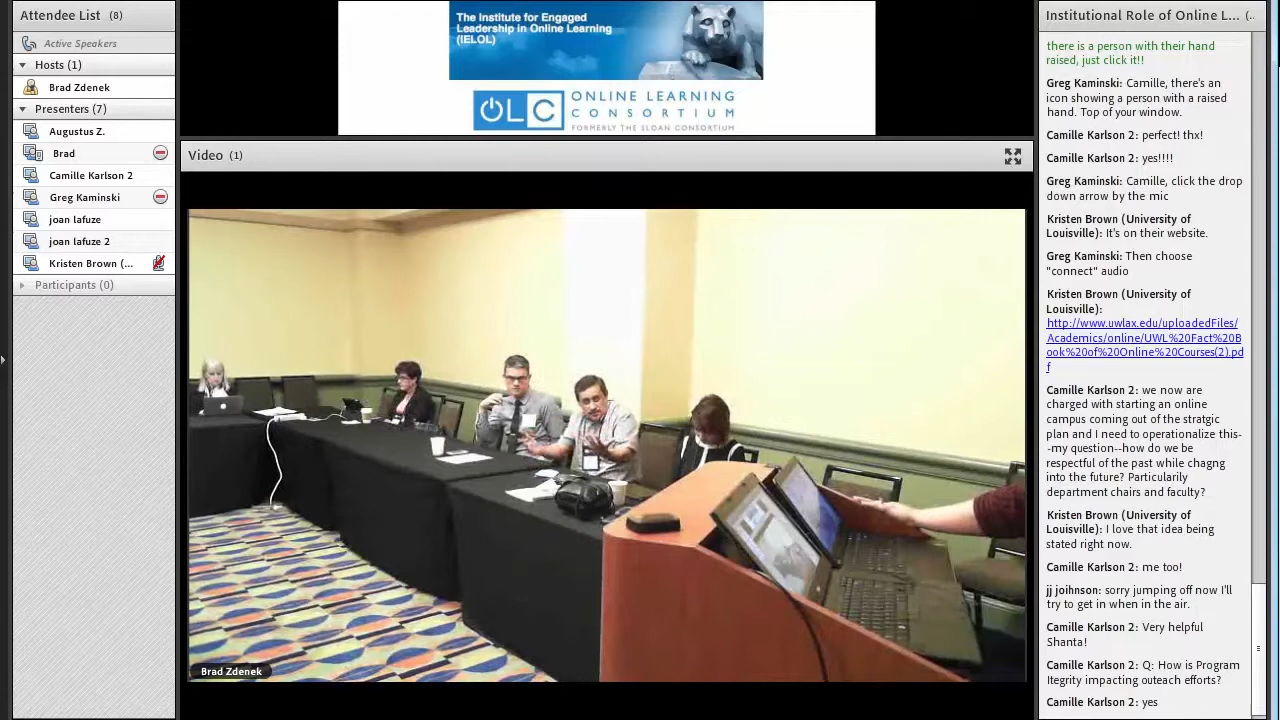 Attendee List (8)
Active Speakers
Hosts (1)
Brad Zdenek
Presenters (7)
Augustus Z.
Brad
Camille Karlson 2
Greg Kaminski
joan lafuze
joan lafuze 2
Kristen Brown (...
Participants (0)
The Institute for Engaged
Leadership in Online Learning
(IELOL)
OLC
ONLINE LEARNING
CONSORTIUM
FORMERLY THE SLOAN CONSORTIUM
Video (1)
Brad Zdenek
Institutional Role of Online L... (..
there is a person with their hand
raised, just click it!!
Greg Kaminski: Camille, there's an
icon showing a person with a raised
hand. Top of your window.
Camille Karlson 2: perfect! thx!
Camille Karlson 2: yes!!!!
Greg Kaminski: Camille, click the drop
down arrow by the mic
Kristen Brown (University of
Louisville): It's on their website.
Greg Kaminski: Then choose
"connect" audio
Kristen Brown (University of
Louisville):
http://www.uwlax.edu/uploadedFiles/
Academics/online/UWL%20Fact%20B
ook%20of%20Online%20Courses(2).pd
f
Camille Karlson 2: we now are
charged with starting an online
campus coming out of the stratgic
plan and I need to operationalize this-
-my question--how do we be
respectful of the past while chagng
into the future? Particularily
department chairs and faculty?
Kristen Brown (University of
Louisville): I love that idea being
stated right now.
Camille Karlson 2: me too!
jj joihnson: sorry jumping off now I'll
try to get in when in the air.
Camille Karlson 2: Very helpful
Shanta!
Camille Karlson 2: Q: How is Program
Itegrity impacting outeach efforts?
Camille Karlson 2: yes